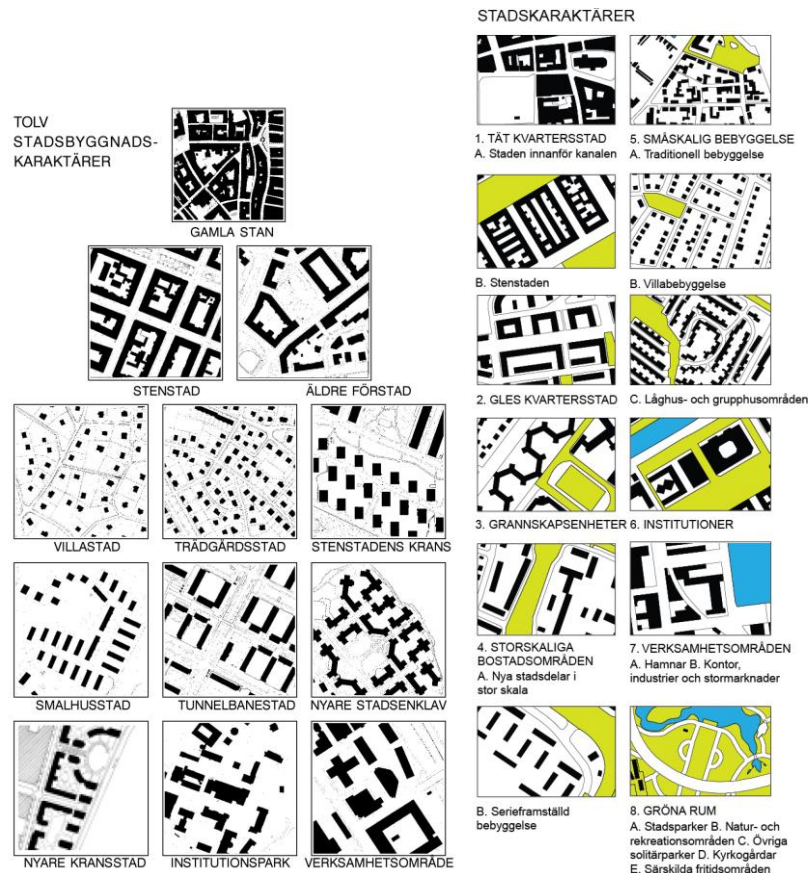 TOLV
STADSBYGGNADS-
KARAKTÄRER
GAMLA STAN
STENSTAD
ÄLDRE FÖRSTAD
VILLASTAD
TRÄDGÅRDSSTAD
STENSTADENS KRANS
SMALHUSSTAD
TUNNELBANESTAD
NYARE STADSENKLAV
NYARE KRANSSTAD
INSTITUTIONSPARK
VERKSAMHETSOMRÅDE
STADSKARAKTÄRER
1. TÄT KVARTERSSTAD
A. Staden innanför kanalen
5. SMÅSKALIG BEBYGGELSE
A. Traditionell bebyggelse
B. Stenstaden
B. Villabebyggelse
2. GLES KVARTERSSTAD
C. Låghus- och grupphusområden
3. GRANNSKAPSENHETER
6. INSTITUTIONER
4. STORSKALIGA
BOSTADSOMRÅDEN
A. Nya stadsdelar i
stor skala
7. VERKSAMHETSOMRÅDEN
A. Hamnar B. Kontor,
industrier och stormarknader
B. Serieframställd
bebyggelse
8. GRÖNA RUM
A. Stadsparker B. Natur- och
rekreationsområden C. Övriga
solitärparker D. Kyrkogårdar
E. Särskilda fritidsområden